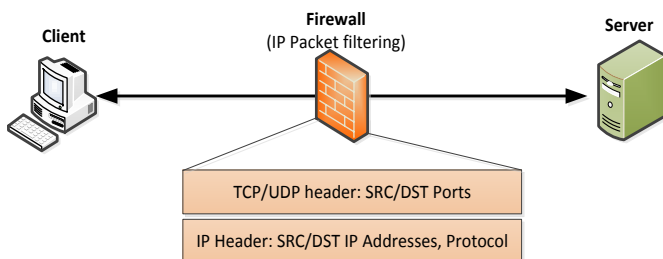 Client
Firewall
(IP Packet filtering)
Server
TCP/UDP header: SRC/DST Ports
IP Header: SRC/DST IP Addresses, Protocol